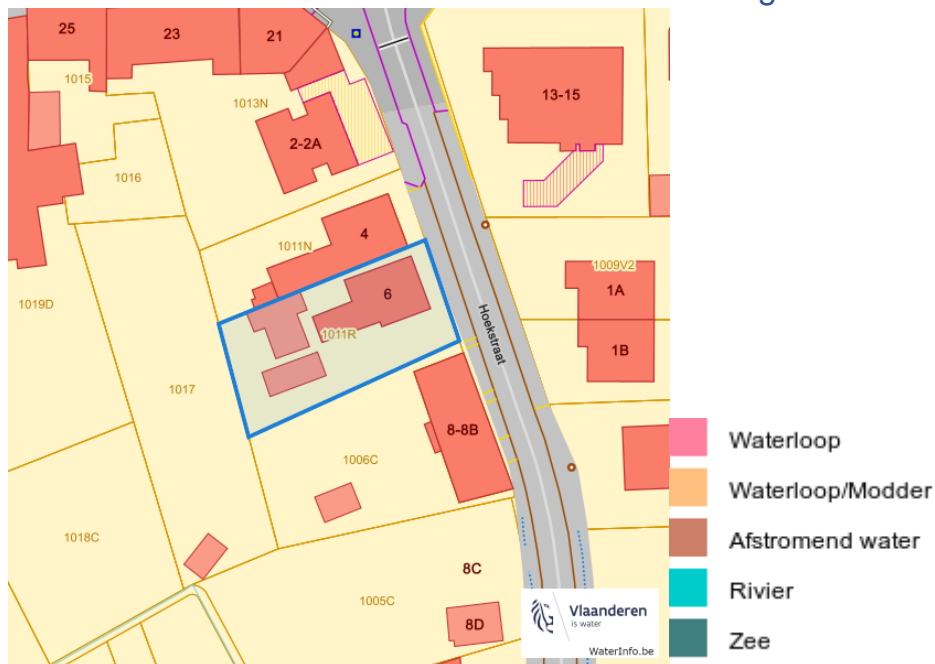 25
23
21
1015
1013N
13-15
2-2A
1016
4
1011N
1009V2
6
1A
1019D
1011R
Hoekstraat
1B
1017
8-8B
Waterloop
1006C
Waterloop/Modder
1018C
Afstromend water
8C
Rivier
1005C
Vlaanderen
is water
8D
Zee
WaterInfo.be